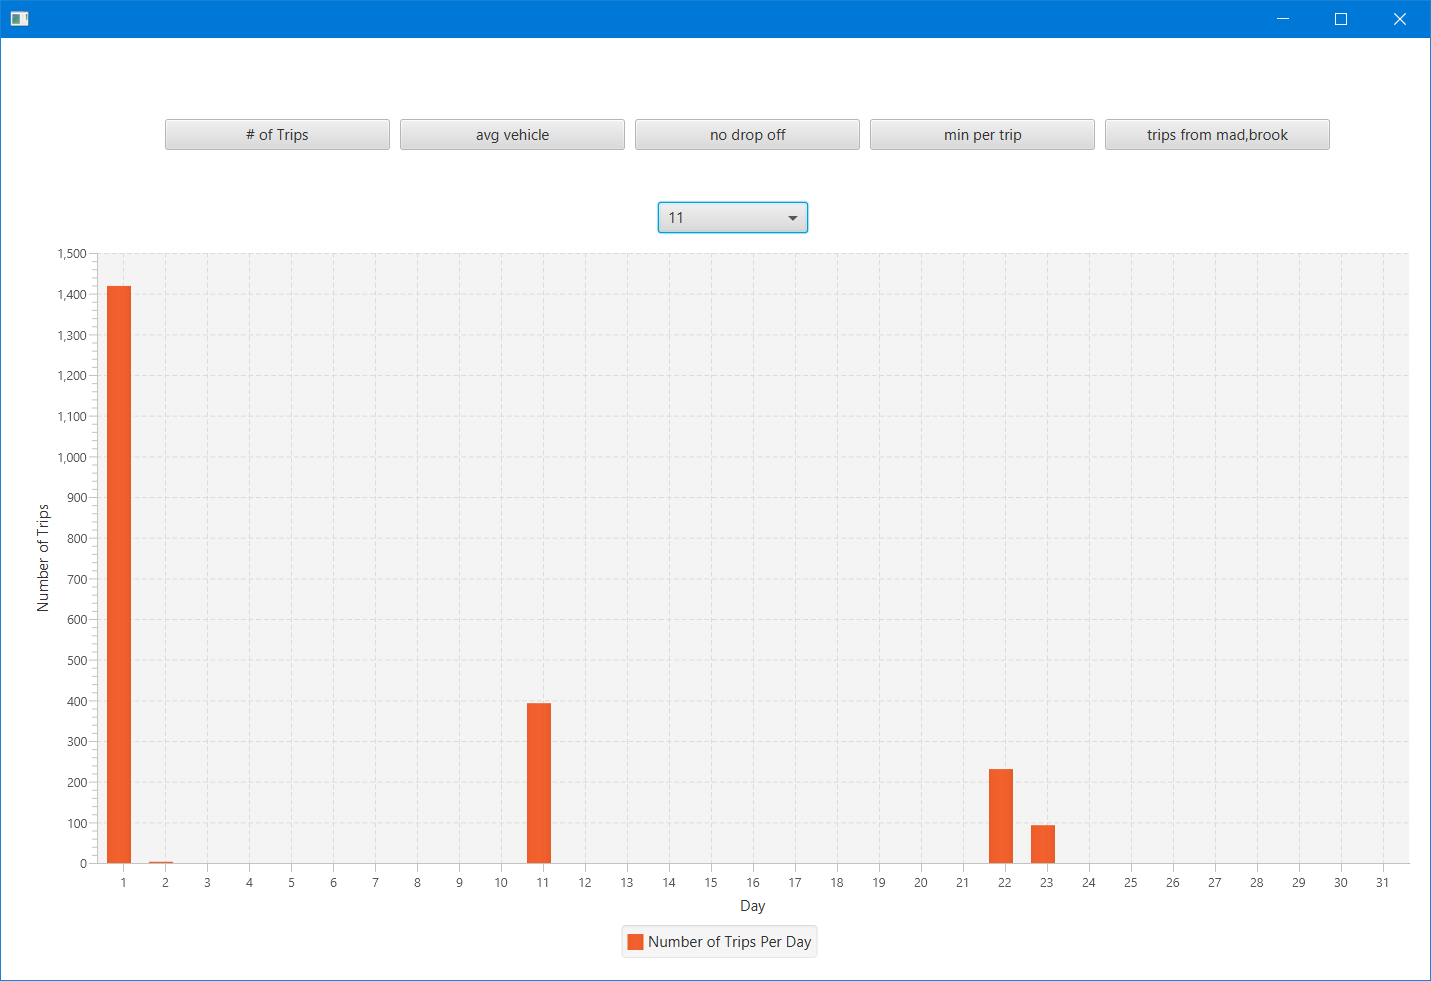 # of Trips
avg vehicle
no drop off
min per trip
trips from mad,brook
11
1,500
1,400
1,300
1,200
1,100
1,000
900
800
700
600
500
400
300
200
100
0
Number of Trips
1 2 3 4 5 6 7 8 9 10 11 12 13 14 15 16 17 18 19 20 21 22 23 24 25 26 27 28 29 30 31
Day
Number of Trips Per Day